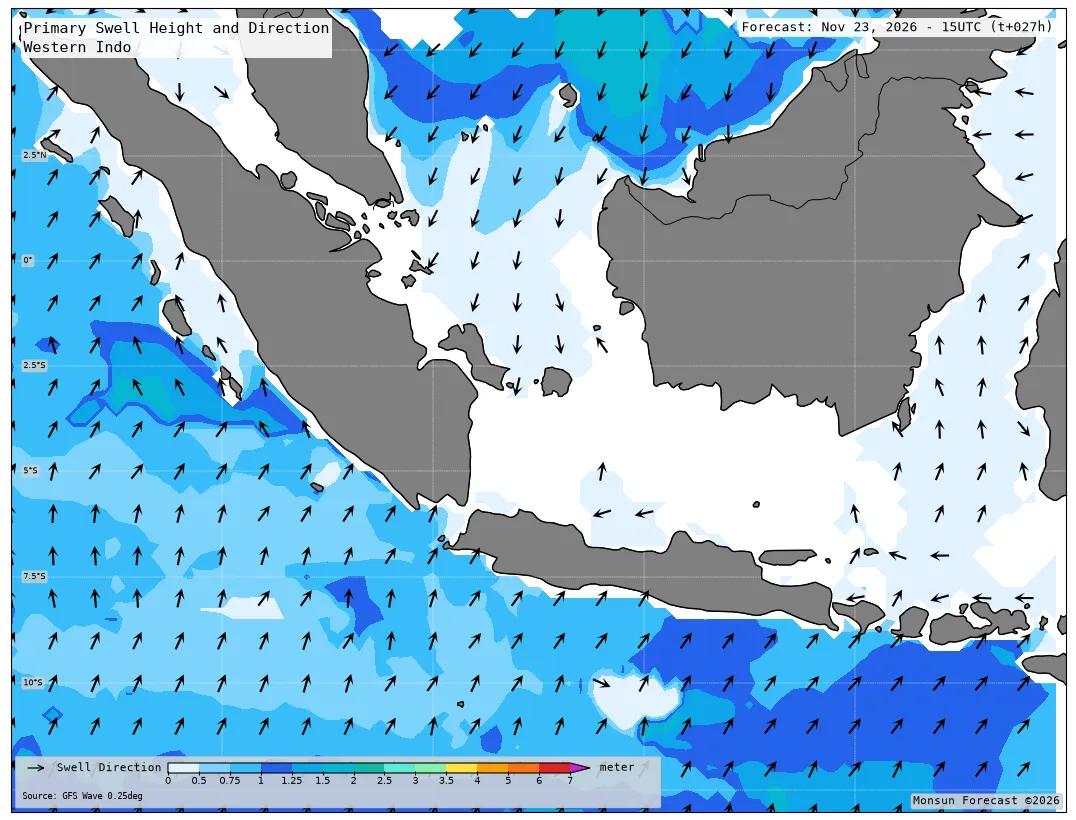 Primary Swell Height and Direction
Western Indo
Forecast: Nov 23, 2026 - 15UTC (t+027h)
2.5°N
0°
2.5°S
5°S
7.5°S
10°S
Swell Direction
0 0.5 0.75 1 1.25 1.5 2 2.5 3 3.5 4 5 6 7
meter
Source: GFS Wave 0.25deg
Monsun Forecast ©2026